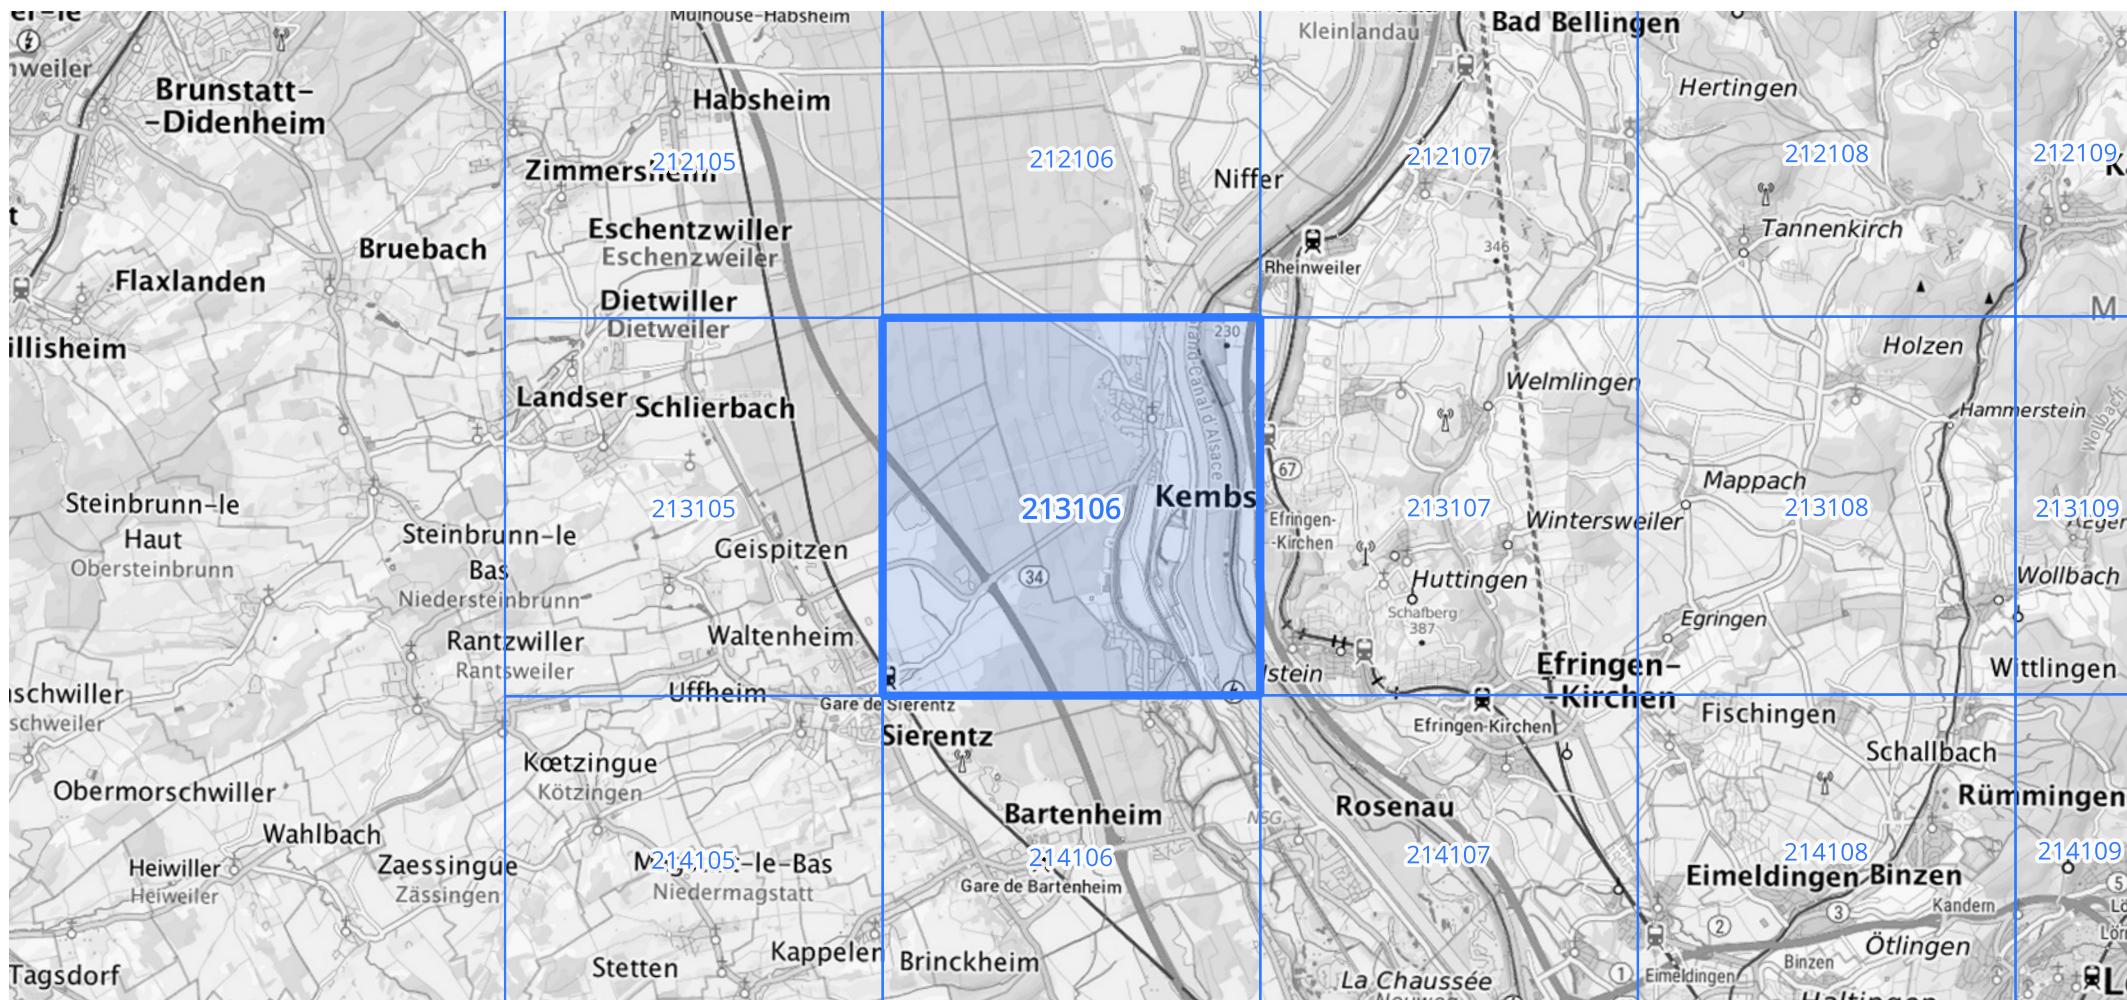 Mulhouse-Habsheim
Kleinlandau
Bad Bellingen
Brunstatt-
-Didenheim
Habsheim
Hertingen
212105
212106
212107
212108
212109
Niffer
Tannenkirch
Eschentzwiller
Eschenzweiler
Bruebach
346
Rheinweiler
Flaxlanden
Dietwiller
Dietweiler
M
230
Holzen
Landser
Schlierbach
Welmlingen
Hammerstein
Grand Canal d'Alsace
67
Mappach
Steinbrunn-le
Haut
Obersteinbrunn
213105
213106
Kembs
213107
213108
213109
Efringen-
-Kirchen
Wintersweiler
Steinbrunn-le
Bas
Niedersteinbrunn
Geispitzen
34
Huttingen
Wollbach
Schafberg
387
Egringen
Rantzwiller
Rantsweiler
Waltenheim
Efringen-
-Kirchen
Wittlingen
Uffheim
Gare de Sierentz
Efringen-Kirchen
Fischingen
Sierentz
Schallbach
Kœtzingue
Kötzingen
Obermorschwiller
Bartenheim
Rosenau
Rümmingen
NSG
Wahlbach
214105
214106
214107
214108
214109
Heiwiller
Heiweiler
Zaessingue
Zässingen
Niedermagstatt
Gare de Bartenheim
Eimeldingen
Binzen
5
2
3
Kandern
Ötlingen
Kappelen
Brinckheim
Stetten
Tagsdorf
La Chaussée
1
Eimeldingen
Binzen
Haltingen